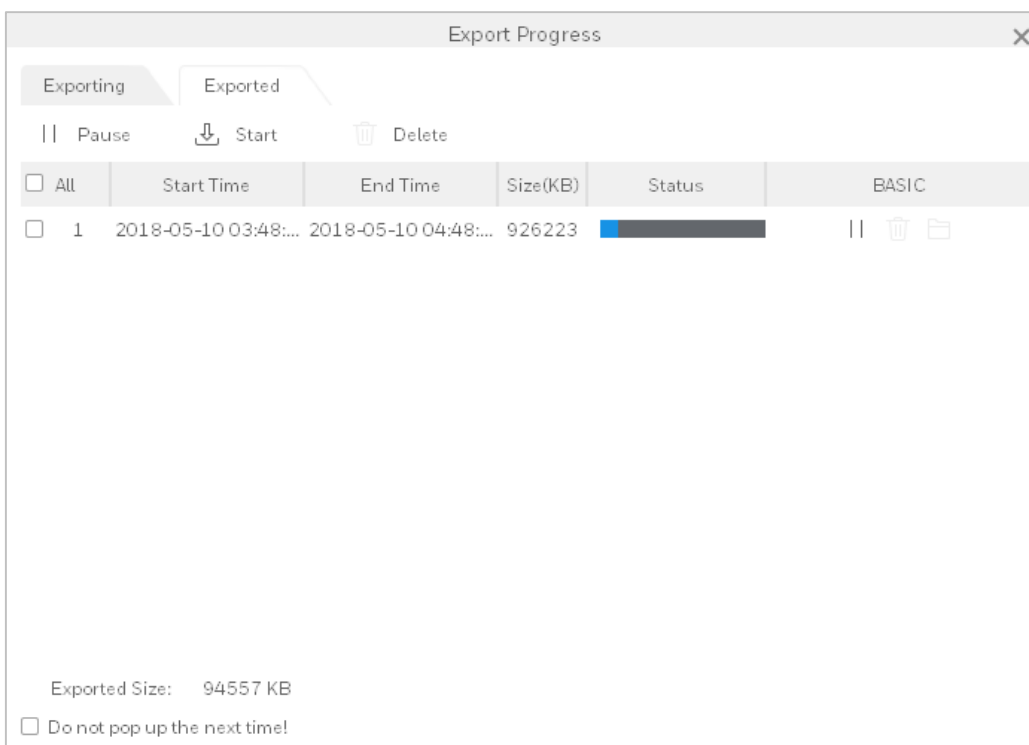 Export Progress
Exporting Exported
Pause Start Delete
All Start Time End Time Size(KB) Status BASIC
1 2018-05-10 03:48:... 2018-05-10 04:48:... 926223
Exported Size: 94557 KB
Do not pop up the next time!